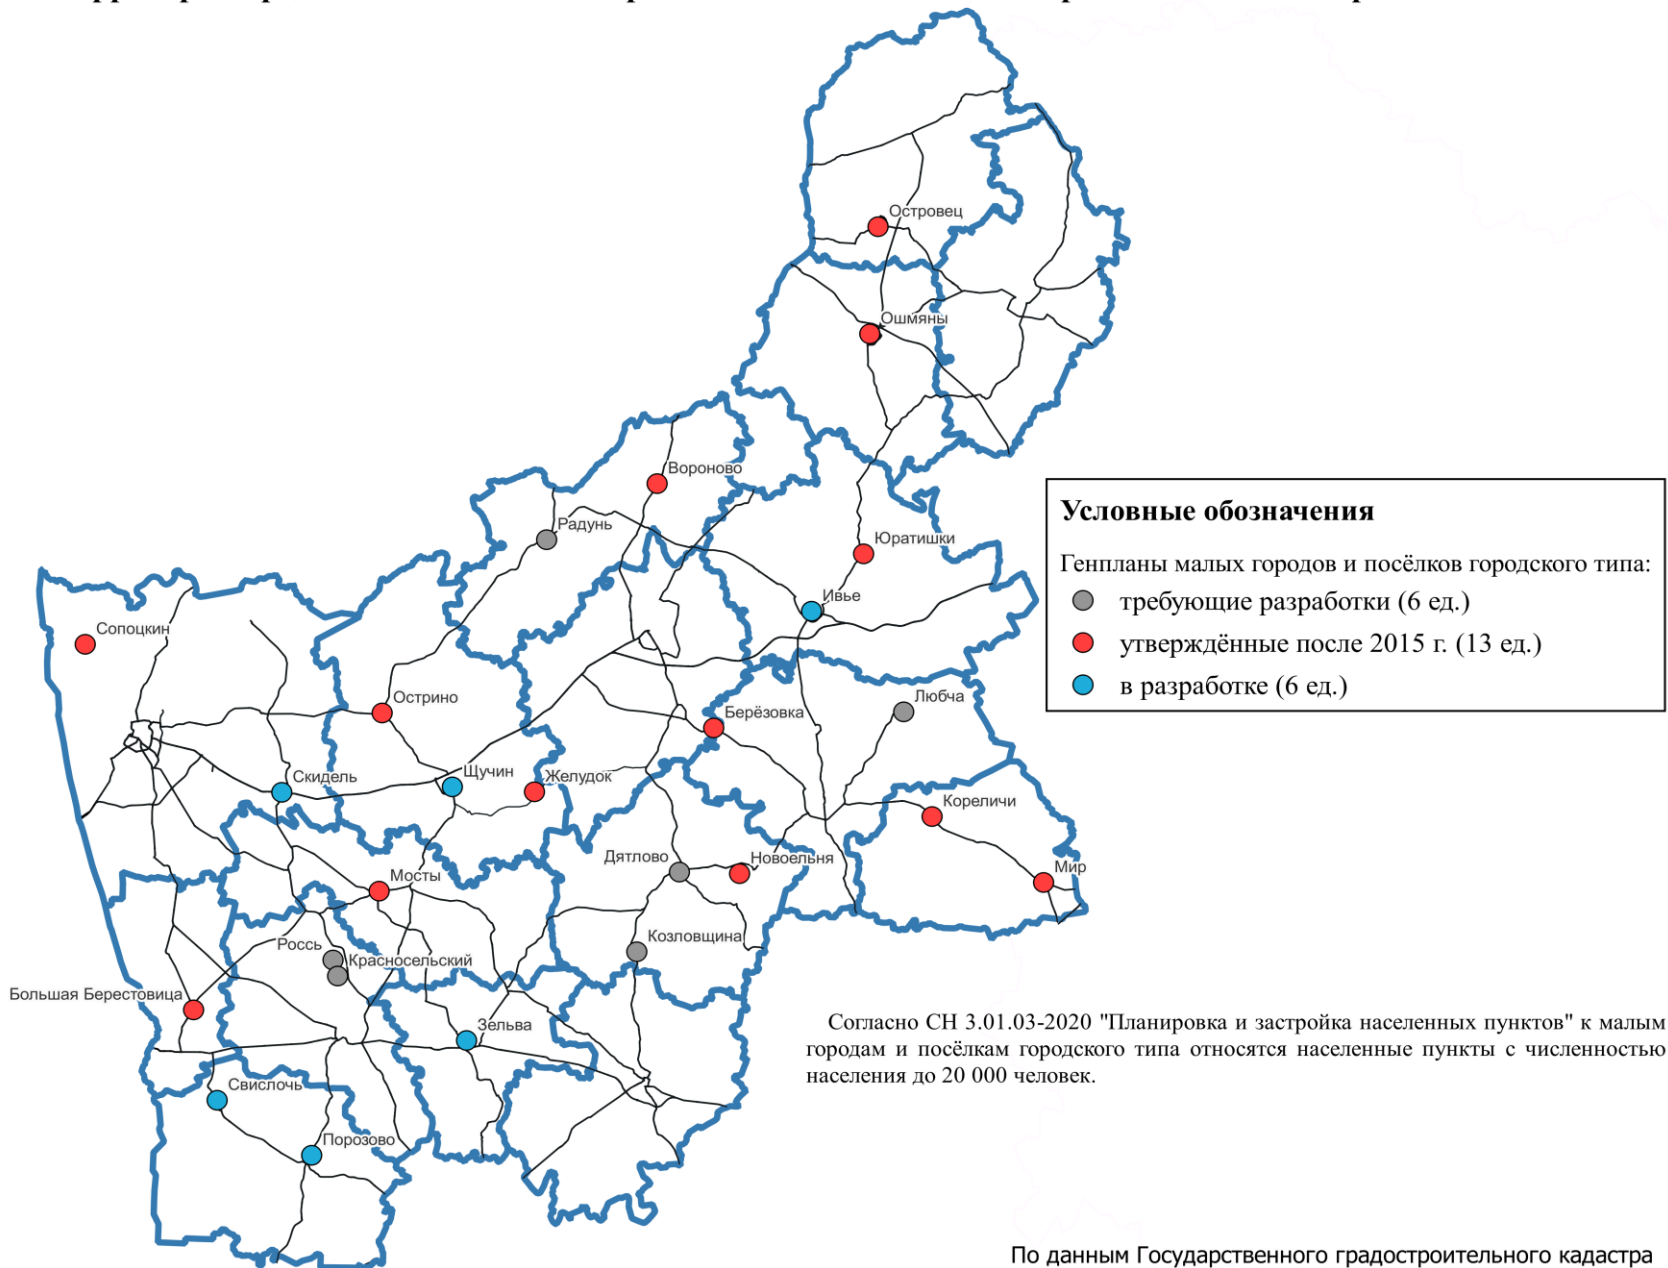 Островец
Ошмяны
Вороново
Радунь
Юратишки
Ивье
Сопоцкин
Острино
Берёзовка
Любча
Скидель
Щучин
Желудок
Кореличи
Дятлово
Новоельня
Мир
Мосты
Россь
Козловщина
Красносельский
Большая Берестовица
Зельва
Свислочь
Порозово
Условные обозначения
Генпланы малых городов и посёлков городского типа:
требующие разработки (6 ед.)
утверждённые после 2015 г. (13 ед.)
в разработке (6 ед.)
Согласно СН 3.01.03-2020 "Планировка и застройка населенных пунктов" к малым
городам и посёлкам городского типа относятся населенные пункты с численностью
населения до 20 000 человек.
По данным Государственного градостроительного кадастра